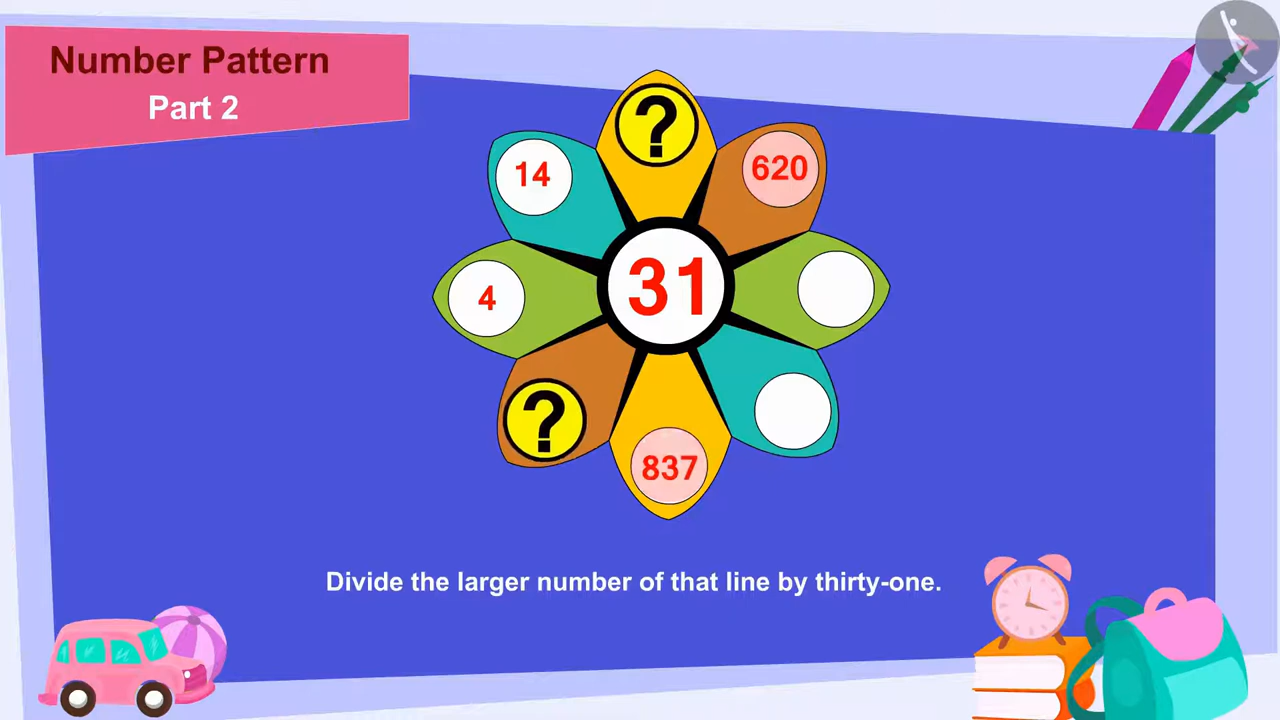 Number Pattern
Part 2
?
14
620
31
4
?
837
Divide the larger number of that line by thirty-one.